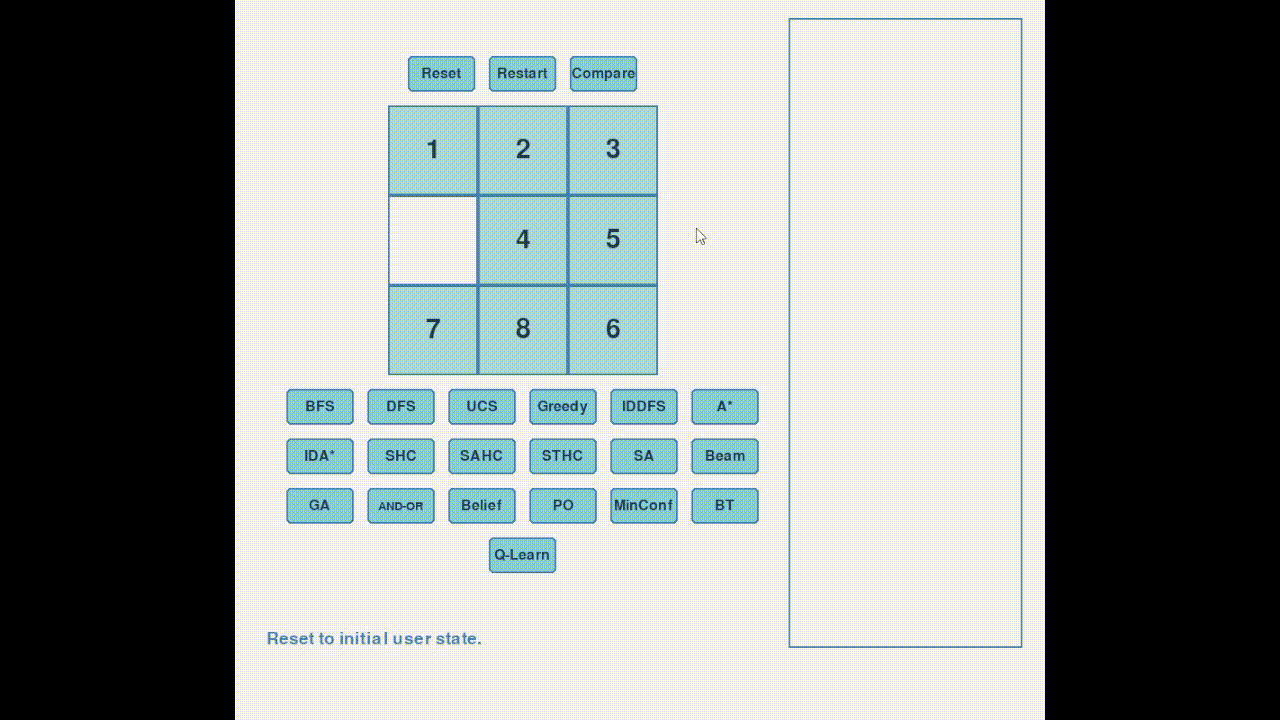 Reset Restart Compare
1 2 3
4 5
7 8 6
BFS DFS UCS Greedy IDDFS A*
IDA* SHC SAHC STHC SA Beam
GA AND-OR Belief PO MinConf BT
Q-Learn
Reset to initial user state.